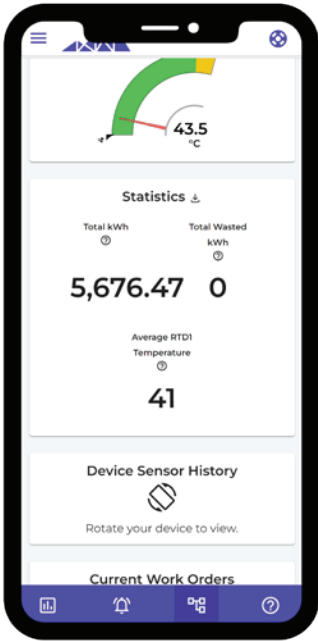 43.5
°C
Statistics
Total kWh
Total Wasted
kWh
5,676.47
0
Average RTD1
Temperature
41
Device Sensor History
Rotate your device to view.
Current Work Orders